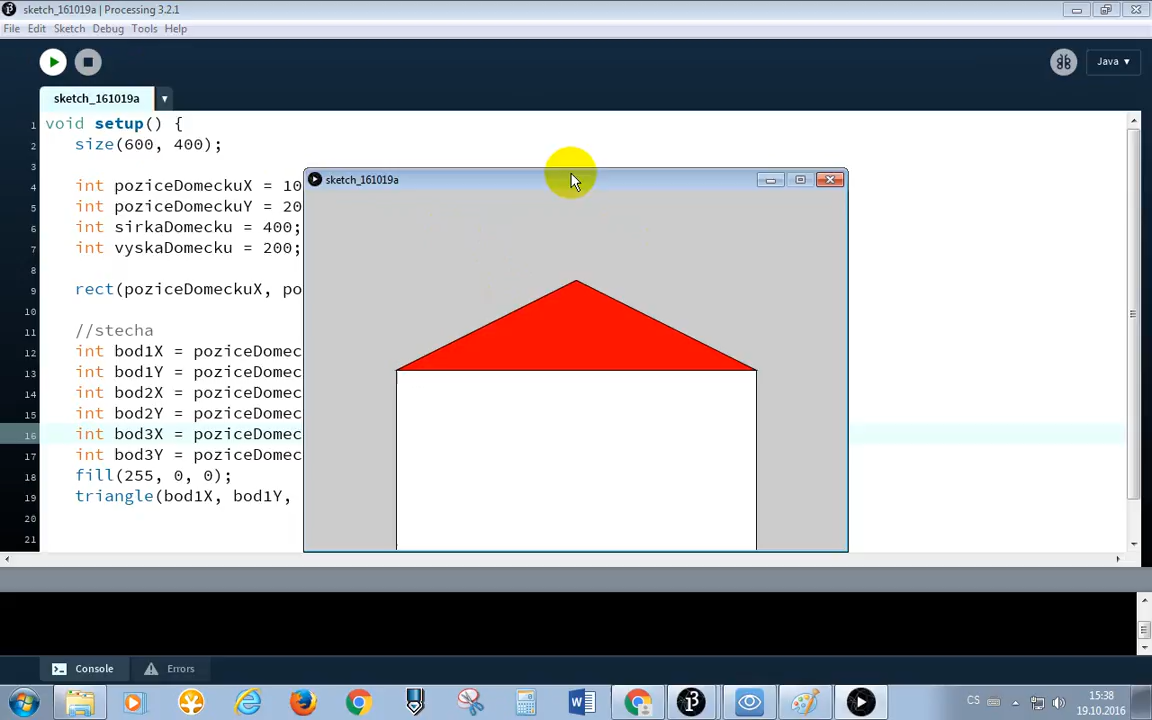 sketch_161019a | Processing 3.2.1
File Edit Sketch Debug Tools Help
Java ▾
sketch_161019a
1 void setup() {
2 size(600, 400);
3
4 int poziceDomeckuX = 10
5 int poziceDomeckuY = 20
6 int sirkaDomecku = 400;
7 int vyskaDomecku = 200;
8
9 rect(poziceDomeckuX, po
10
11 //stecha
12 int bod1X = poziceDomec
13 int bod1Y = poziceDomec
14 int bod2X = poziceDomec
15 int bod2Y = poziceDomec
16 int bod3X = poziceDomec
17 int bod3Y = poziceDomec
18 fill(255, 0, 0);
19 triangle(bod1X, bod1Y,
20
21
sketch_161019a
Console Errors
CS
15:38
19.10.2016